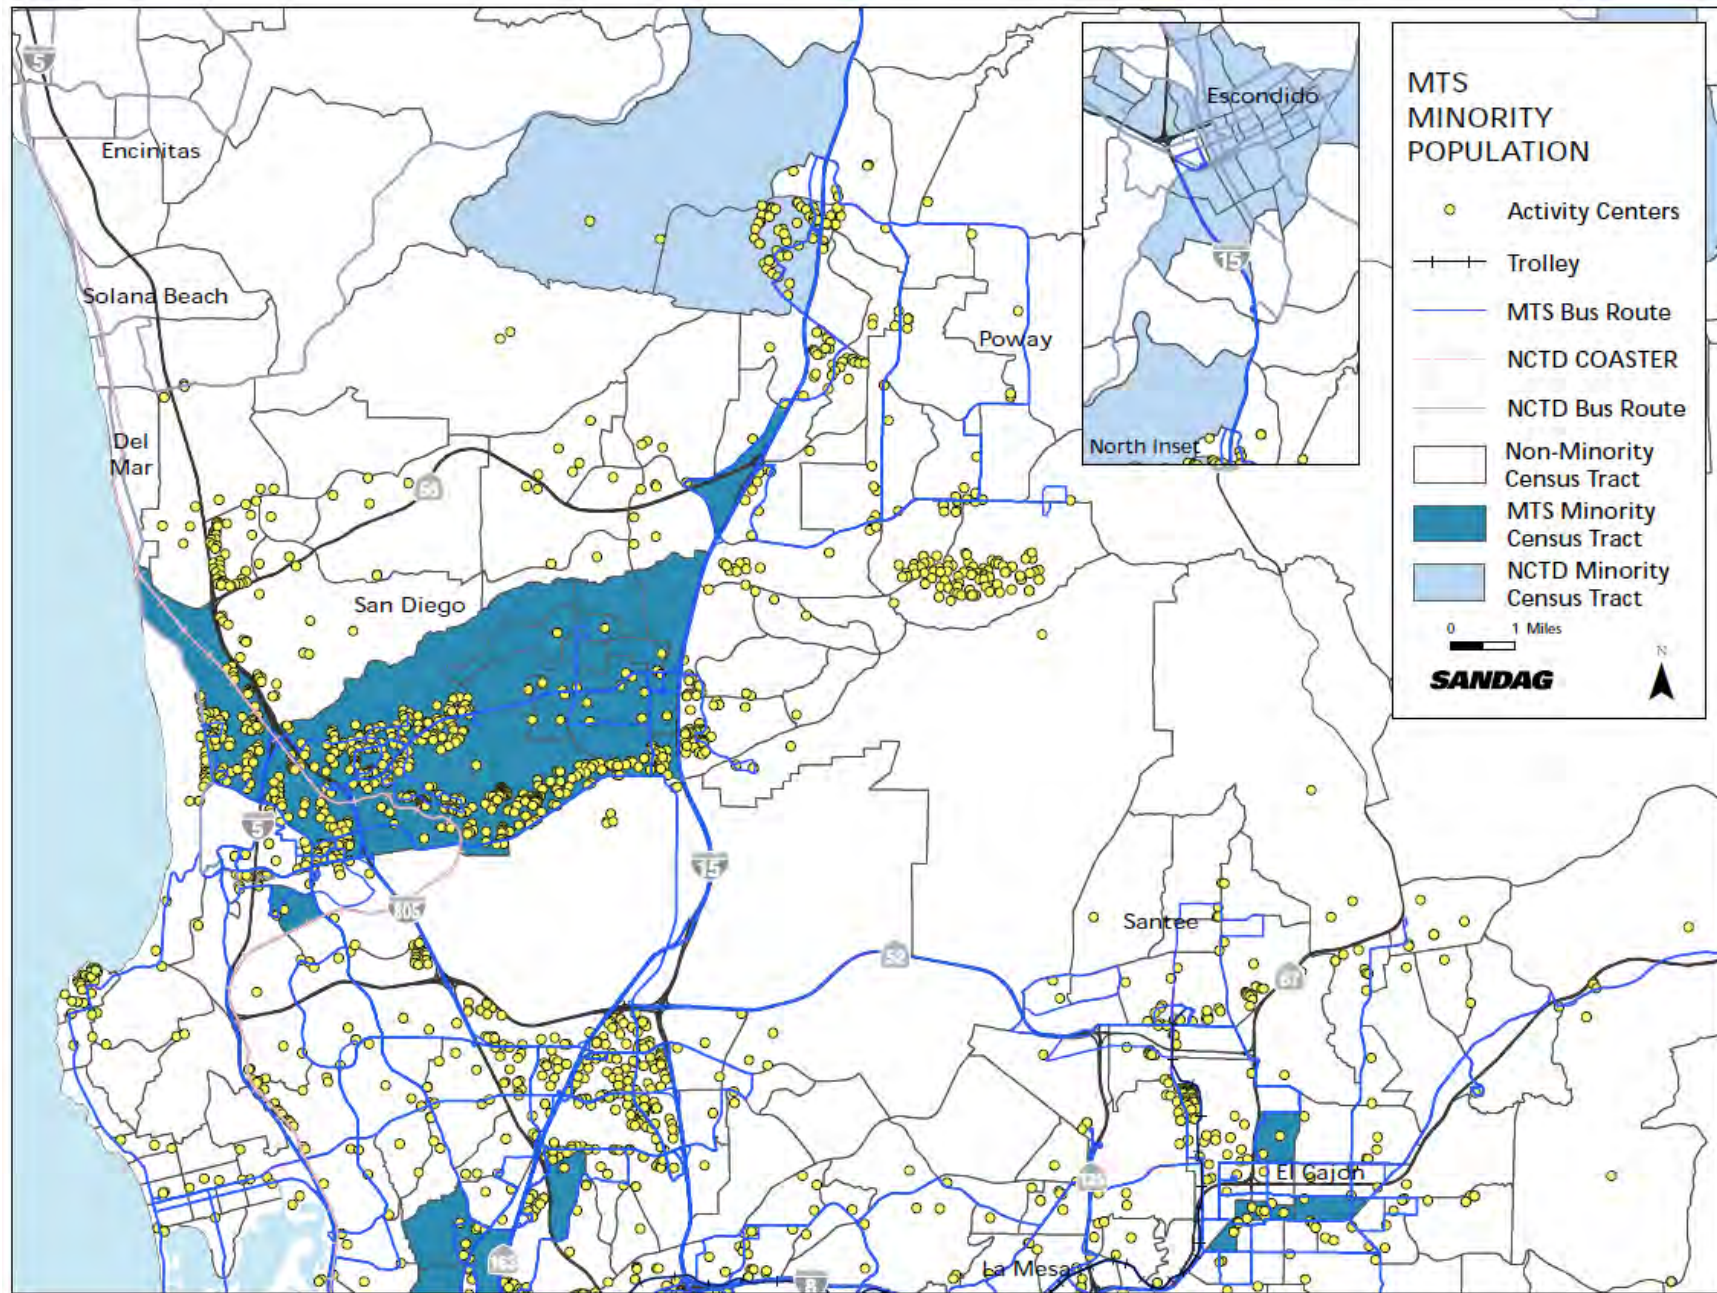 5
Encinitas
Solana Beach
Del
Mar
56
San Diego
Poway
Escondido
15
North Inset
MTS
MINORITY
POPULATION
Activity Centers
Trolley
MTS Bus Route
NCTD COASTER
NCTD Bus Route
Non-Minority
Census Tract
MTS Minority
Census Tract
NCTD Minority
Census Tract
0 1 Miles
N
SANDAG
5
15
805
52
Santee
67
125
El Cajon
163
La Mesa
8